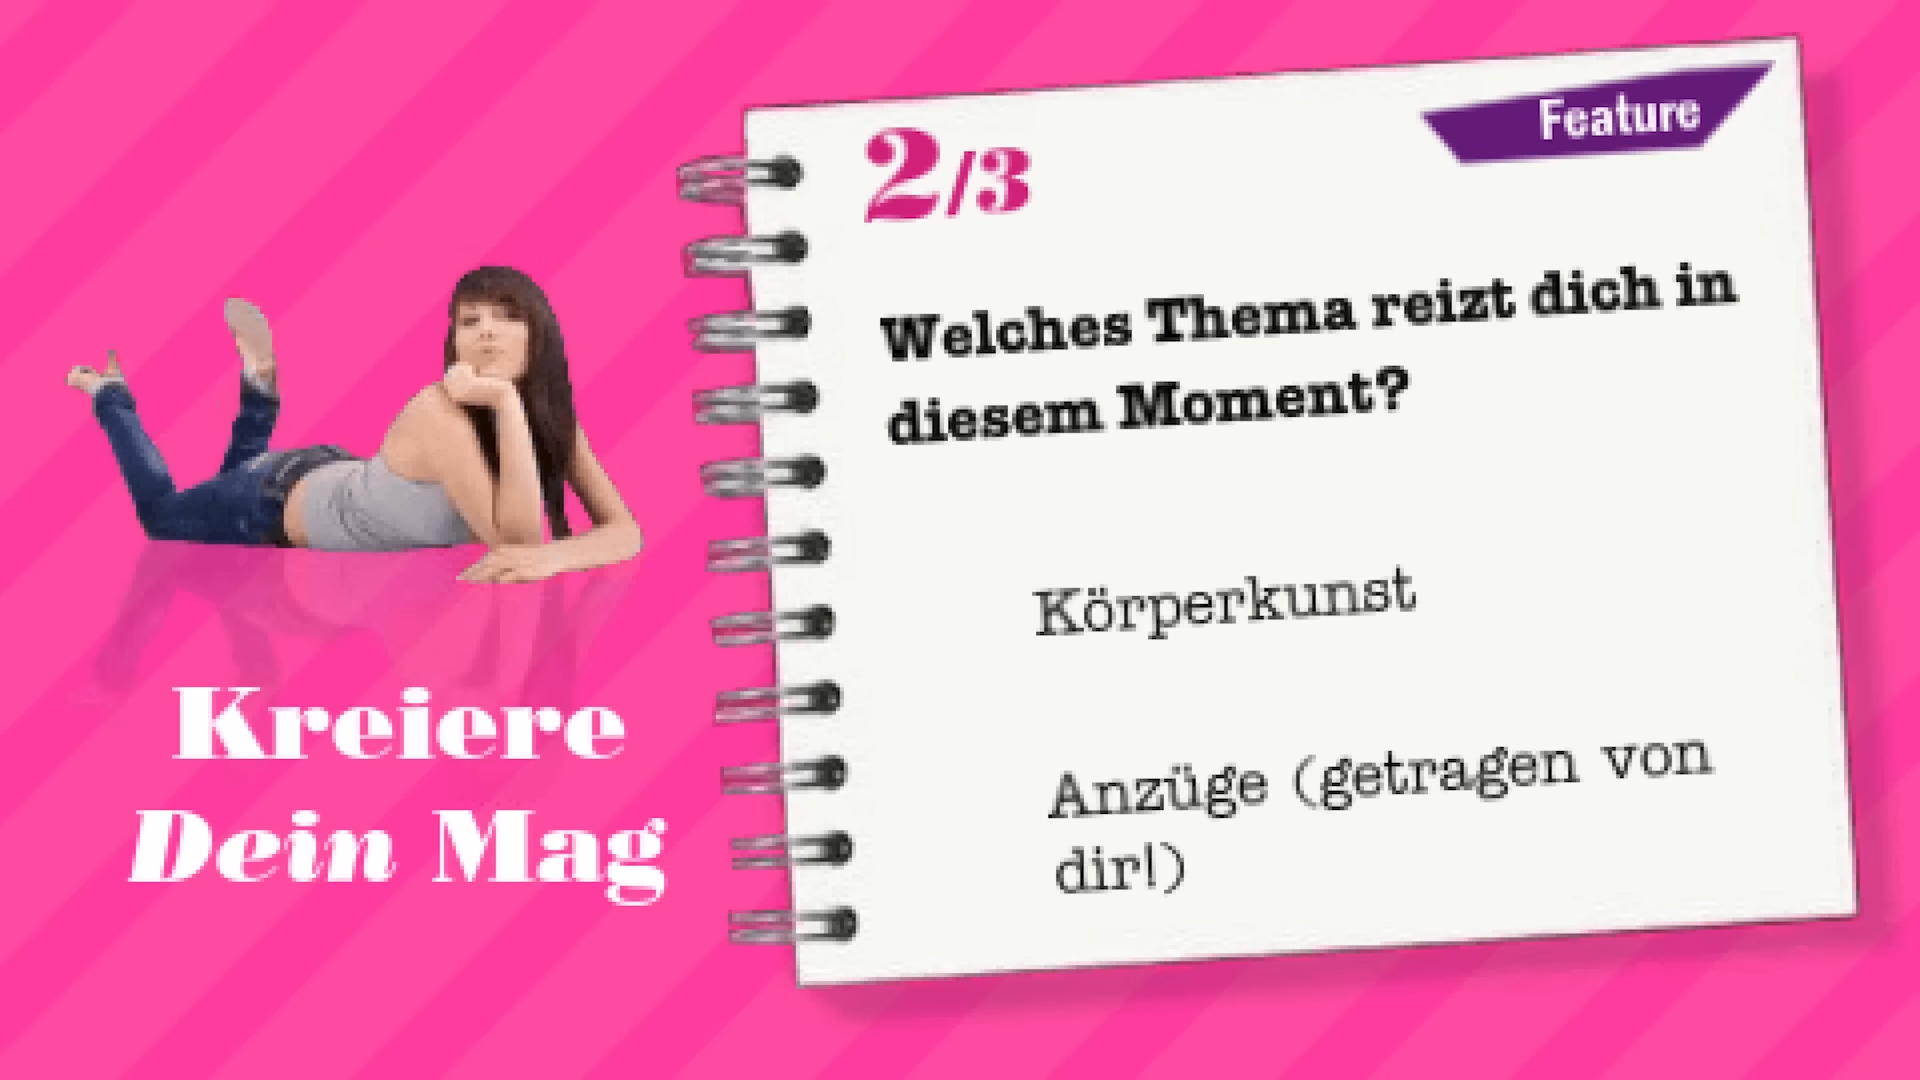 Feature
2/3
Welches Thema reizt dich in
diesem Moment?
Körperkunst
Anzüge (getragen von
dir!)
Kreiere
Dein Mag